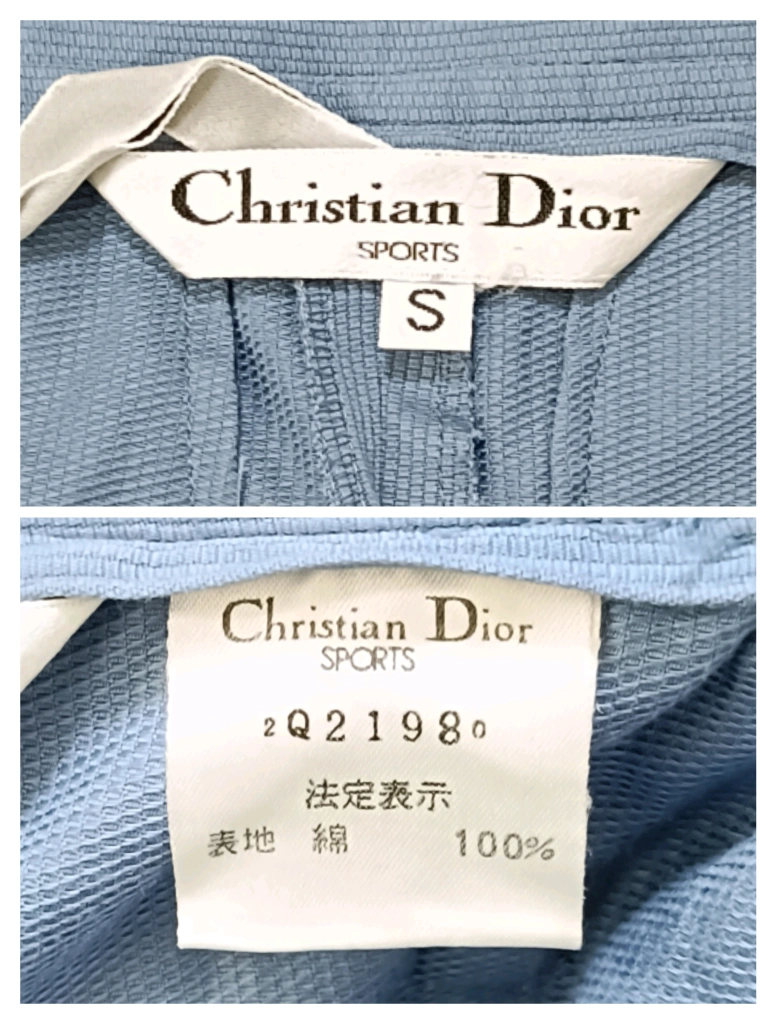 Christian Dior
SPORTS
S
Christian Dior
SPORTS
2Q21980
法定表示
表地 綿 100%